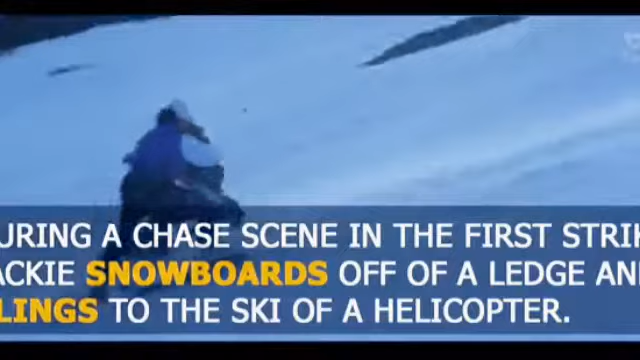 URING A CHASE SCENE IN THE FIRST STRIK
ACKIE SNOWBOARDS OFF OF A LEDGE AN
LINGS TO THE SKI OF A HELICOPTER.